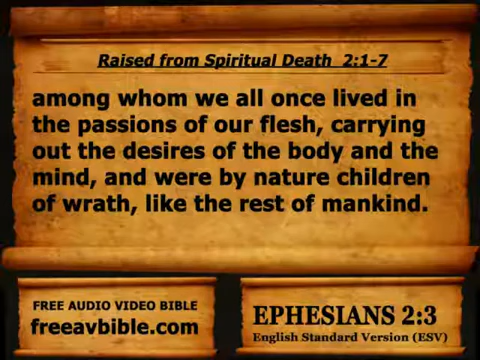 Raised from Spiritual Death 2:1-7
among whom we all once lived in
the passions of our flesh, carrying
out the desires of the body and the
mind, and were by nature children
of wrath, like the rest of mankind.
FREE AUDIO VIDEO BIBLE
freeavbible.com
EPHESIANS 2:3
English Standard Version (ESV)